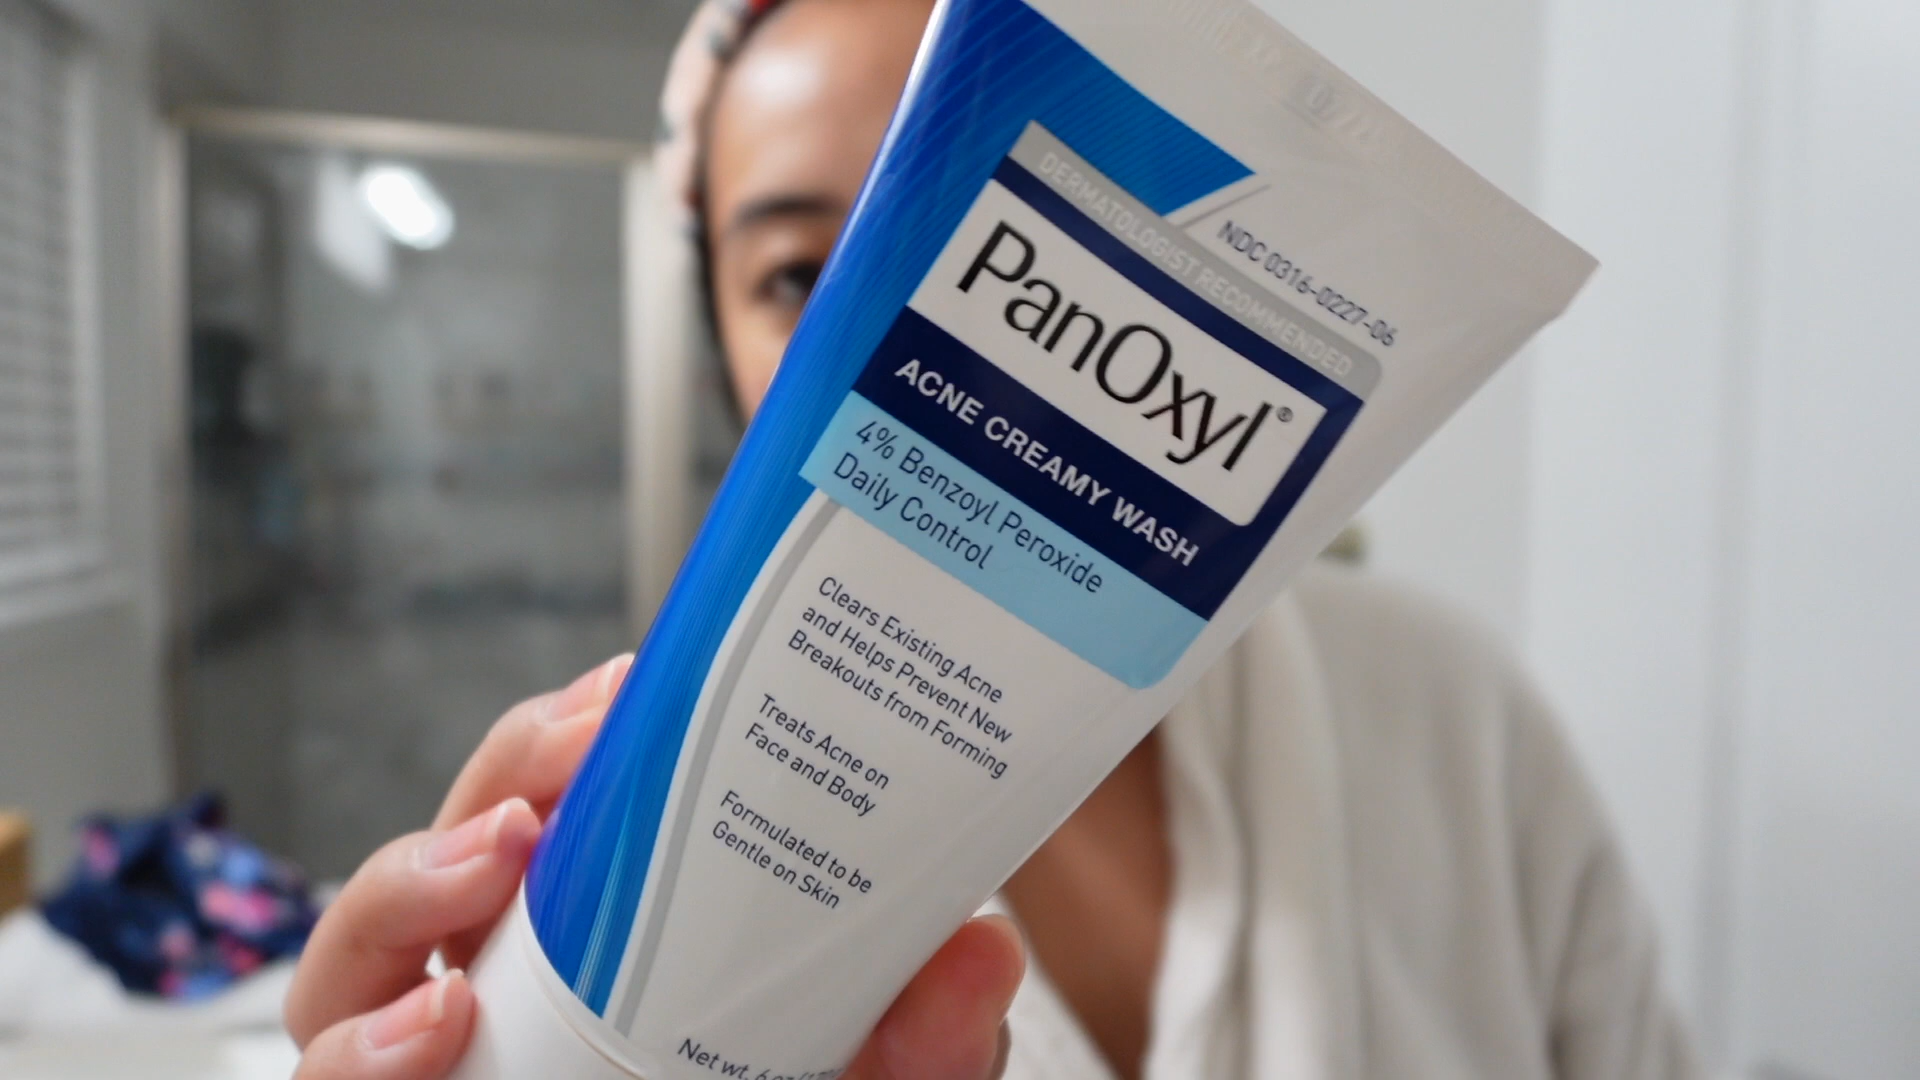 NDC 0316-0227-06
DERMATOLOGIST RECOMMENDED
PanOxyl®
ACNE CREAMY WASH
4% Benzoyl Peroxide
Daily Control
Clears Existing Acne
and Helps Prevent New
Breakouts from Forming
Treats Acne on
Face and Body
Formulated to be
Gentle on Skin
Net wt. 6 oz